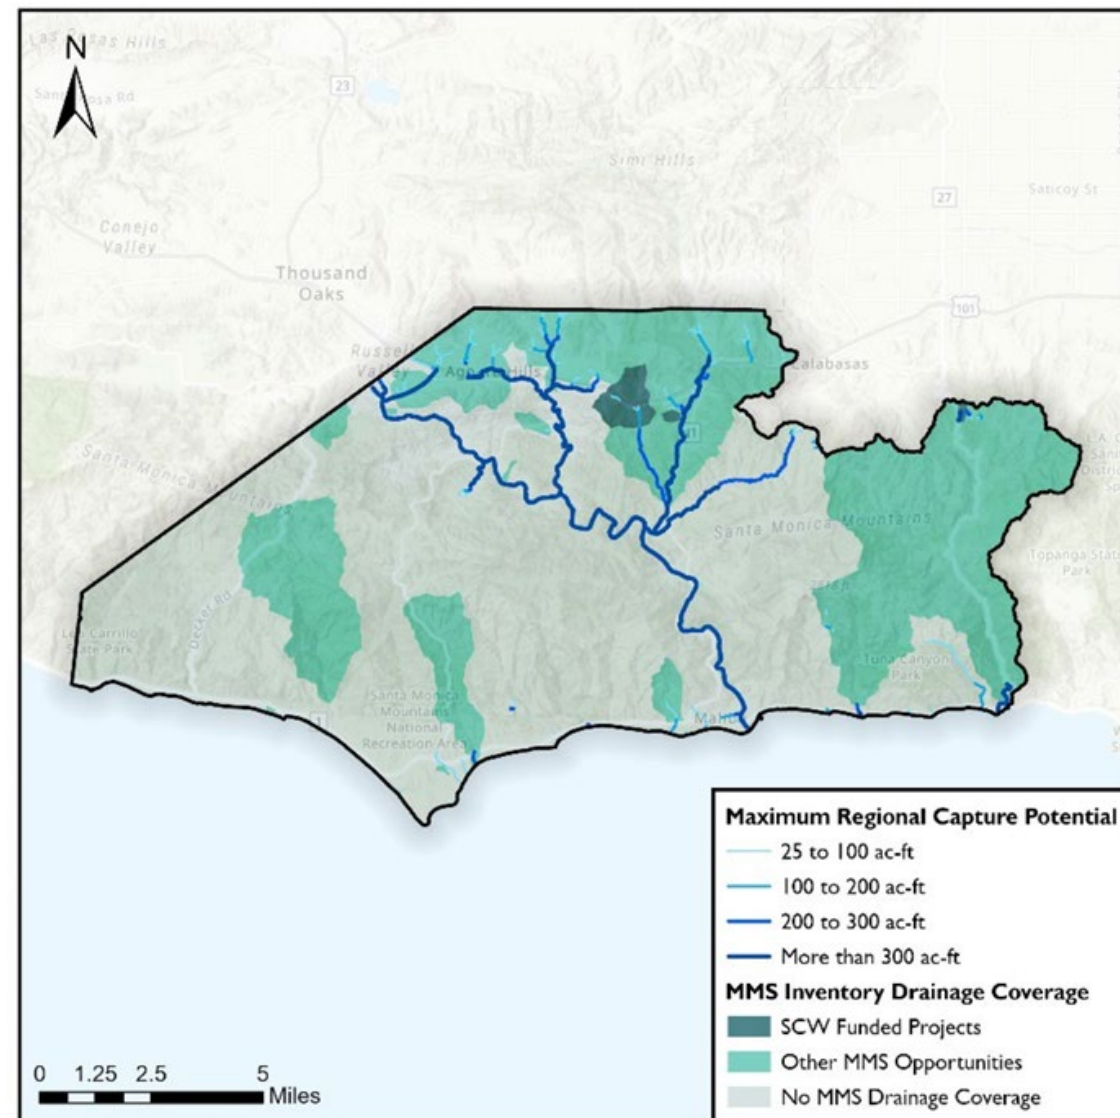 Las Posas Hills
N
23
Santa Rosa Rd
Simi Hills
27
Saticoy St
Conejo
Valley
Thousand
Oaks
101
Russell
Valley
Agoura Hills
Calabasas
Santa Monica Mountains
Santa Monica Mountains
Topanga State
Park
Decker Rd
Leo Carrillo
State Park
Tuna Canyon
Park
Santa Monica
Mountains
National
Recreation Area
1
Malibu
Maximum Regional Capture Potential
25 to 100 ac-ft
100 to 200 ac-ft
200 to 300 ac-ft
More than 300 ac-ft
MMS Inventory Drainage Coverage
SCW Funded Projects
Other MMS Opportunities
No MMS Drainage Coverage
0 1.25 2.5 5
Miles